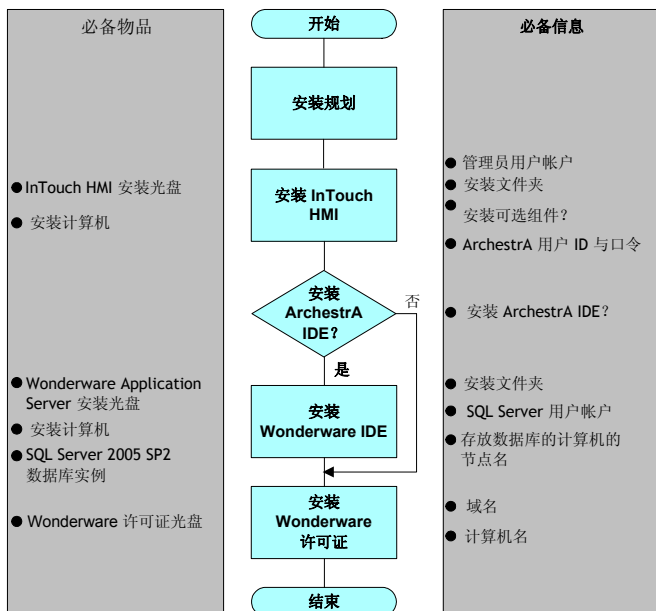 必备物品
InTouch HMI 安装光盘
安装计算机
Wonderware Application
Server 安装光盘
安装计算机
SQL Server 2005 SP2
数据库实例
Wonderware 许可证光盘
开始
安装规划
安装 InTouch
HMI
安装
ArchestrA
IDE?
否
是
安装
Wonderware IDE
安装
Wonderware
许可证
结束
必备信息
管理员用户帐户
安装文件夹
安装可选组件?
ArchestrA 用户 ID 与口令
安装 ArchestrA IDE?
安装文件夹
SQL Server 用户帐户
存放数据库的计算机的
节点名
域名
计算机名